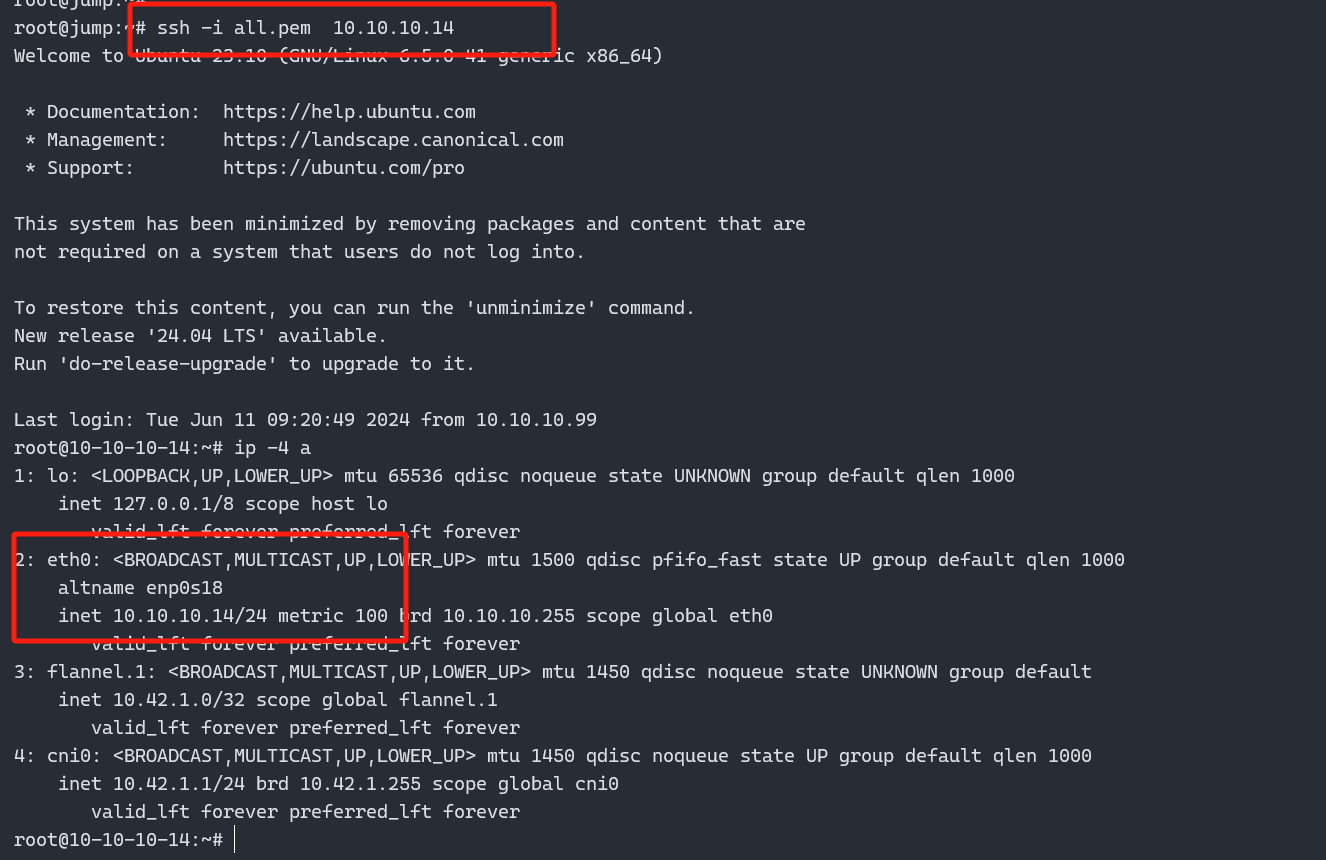 root@jump:~#
root@jump:~# ssh -i all.pem  10.10.10.14
Welcome to Ubuntu 23.10 (GNU/Linux 6.5.0-41-generic x86_64)
 * Documentation:  https://help.ubuntu.com
 * Management:     https://landscape.canonical.com
 * Support:        https://ubuntu.com/pro
This system has been minimized by removing packages and content that are
not required on a system that users do not log into.
To restore this content, you can run the 'unminimize' command.
New release '24.04 LTS' available.
Run 'do-release-upgrade' to upgrade to it.
Last login: Tue Jun 11 09:20:49 2024 from 10.10.10.99
root@10-10-10-14:~# ip -4 a
1: lo: <LOOPBACK,UP,LOWER_UP> mtu 65536 qdisc noqueue state UNKNOWN group default qlen 1000
    inet 127.0.0.1/8 scope host lo
       valid_lft forever preferred_lft forever
2: eth0: <BROADCAST,MULTICAST,UP,LOWER_UP> mtu 1500 qdisc pfifo_fast state UP group default qlen 1000
    altname enp0s18
    inet 10.10.10.14/24 metric 100 brd 10.10.10.255 scope global eth0
       valid_lft forever preferred_lft forever
3: flannel.1: <BROADCAST,MULTICAST,UP,LOWER_UP> mtu 1450 qdisc noqueue state UNKNOWN group default
    inet 10.42.1.0/32 scope global flannel.1
       valid_lft forever preferred_lft forever
4: cni0: <BROADCAST,MULTICAST,UP,LOWER_UP> mtu 1450 qdisc noqueue state UP group default qlen 1000
    inet 10.42.1.1/24 brd 10.42.1.255 scope global cni0
       valid_lft forever preferred_lft forever
root@10-10-10-14:~#